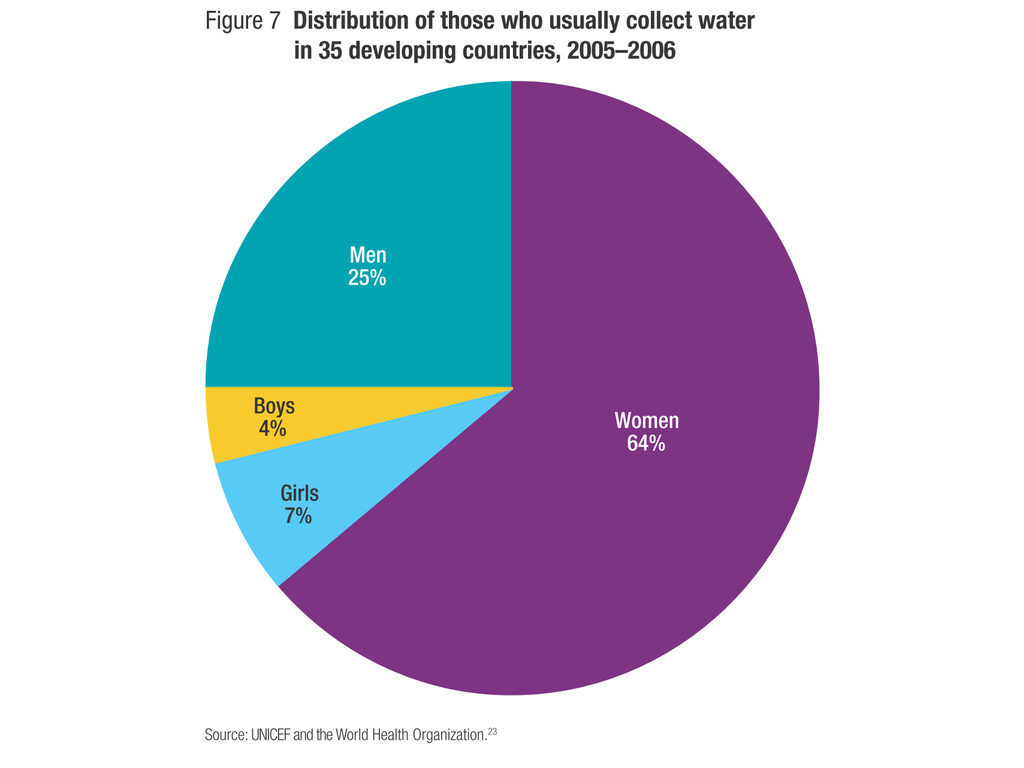 Figure 7 Distribution of those who usually collect water
in 35 developing countries, 2005–2006
Men
25%
Boys
4%
Women
64%
Girls
7%
Source: UNICEF and the World Health Organization.23